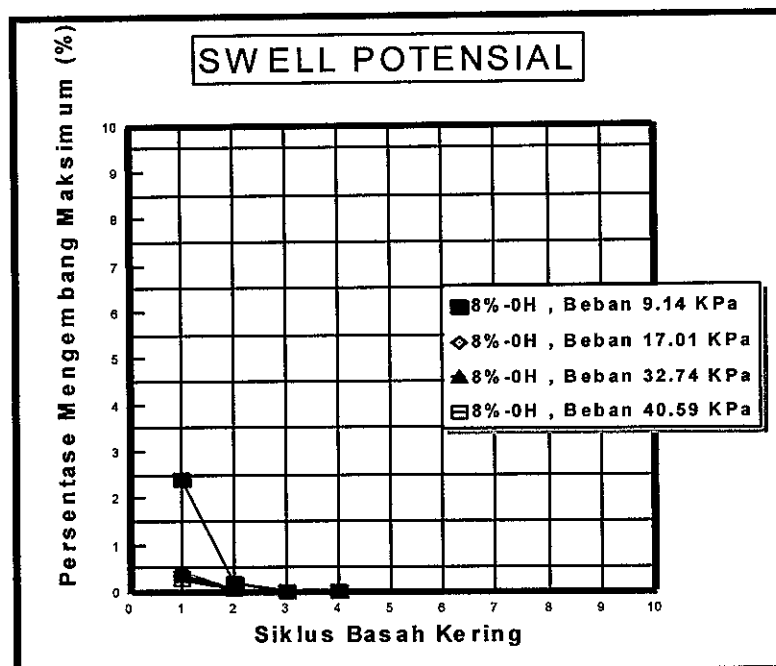 SWELL POTENSIAL
Persentase Mengembang Maksimum (%)
10
9
8
7
6
5
4
3
2
1
0
0 1 2 3 4 5 6 7 8 9 10
Siklus Basah Kering
8%-0H , Beban 9.14 KPa
8%-0H , Beban 17.01 KPa
8%-0H , Beban 32.74 KPa
8%-0H , Beban 40.59 KPa